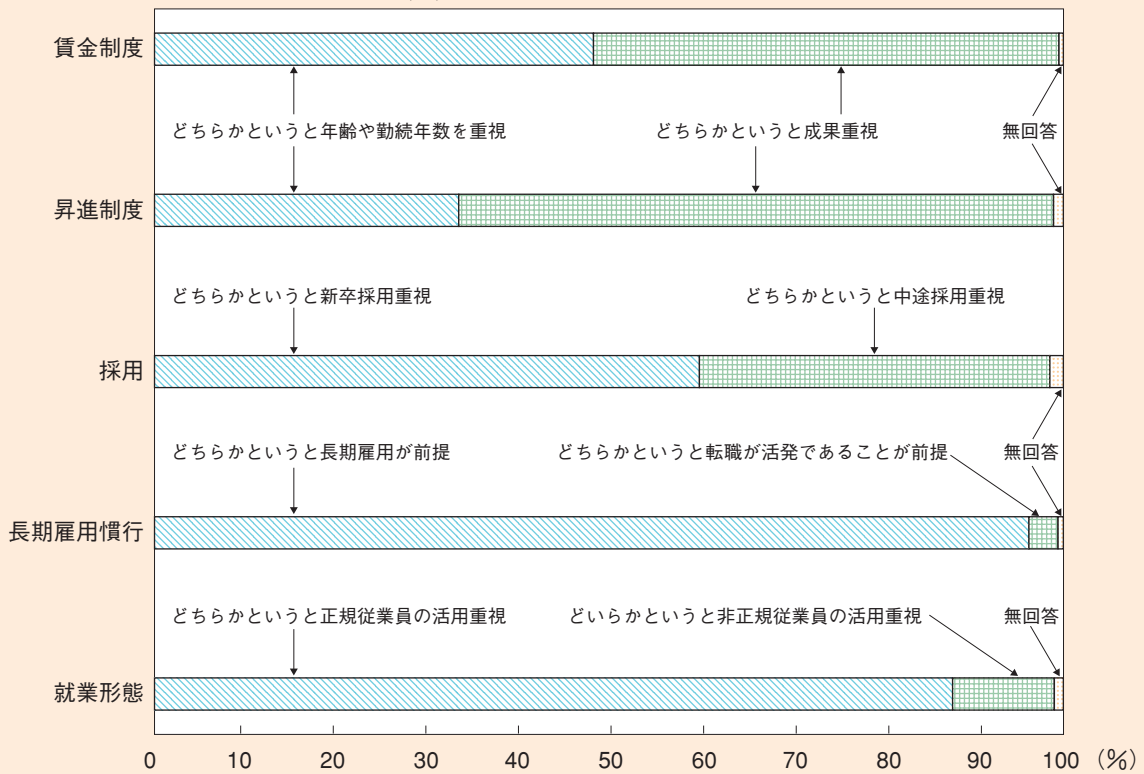 賃金制度
どちらかというと年齢や勤続年数を重視 どちらかというと成果重視 無回答
昇進制度
どちらかというと新卒採用重視 どちらかというと中途採用重視
採用
どちらかというと長期雇用が前提 どちらかというと転職が活発であることが前提 無回答
長期雇用慣行
どちらかというと正規従業員の活用重視 どいらかというと非正規従業員の活用重視 無回答
就業形態
0 10 20 30 40 50 60 70 80 90 100 (%)